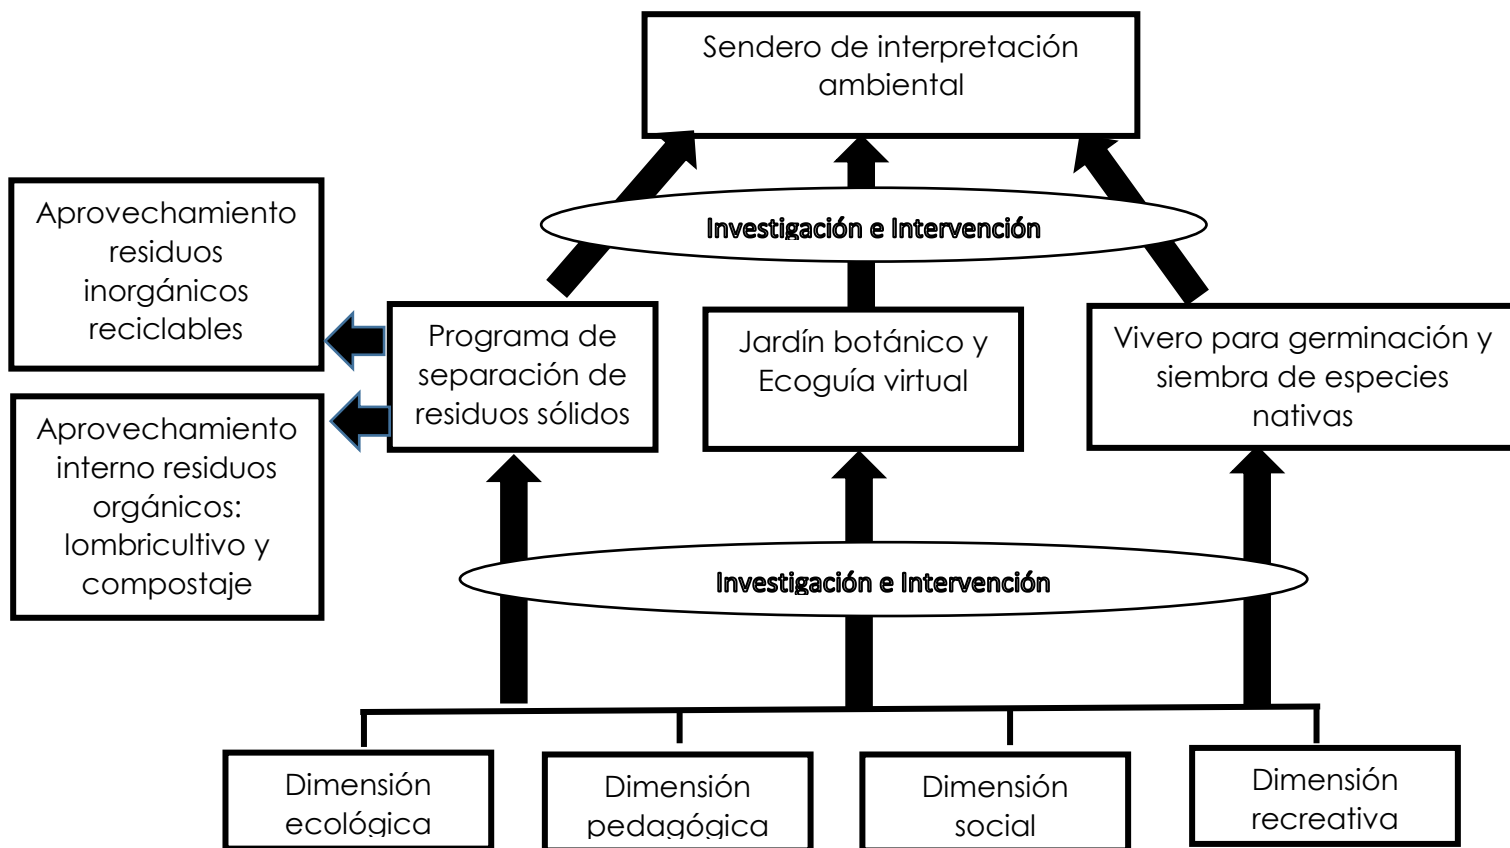 Sendero de interpretación
ambiental
Investigación e Intervención
Aprovechamiento
residuos
inorgánicos
reciclables
Programa de
separación de
residuos sólidos
Jardín botánico y
Ecoguía virtual
Vivero para germinación y
siembra de especies
nativas
Aprovechamiento
interno residuos
orgánicos:
lombricultivo y
compostaje
Investigación e Intervención
Dimensión
ecológica
Dimensión
pedagógica
Dimensión
social
Dimensión
recreativa